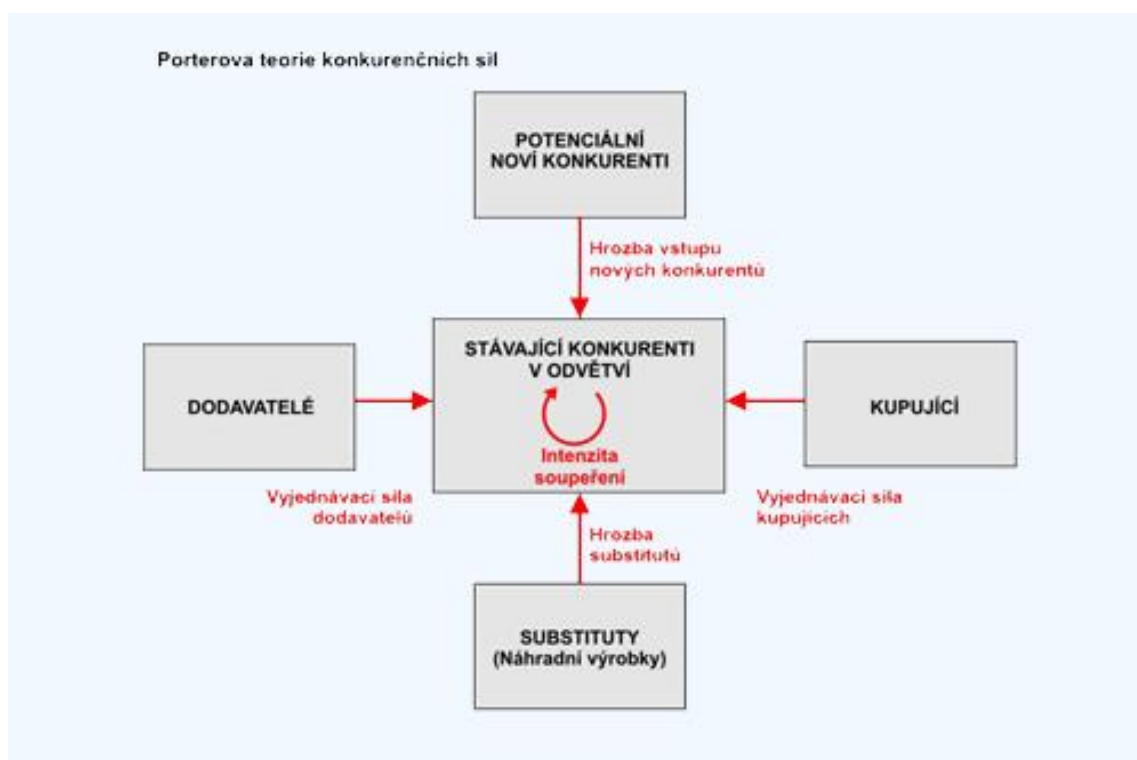 Porterova teorie konkurenčních sil
POTENCIÁLNÍ
NOVÍ KONKURENTI
Hrozba vstupu
nových konkurentů
STÁVAJÍCÍ KONKURENTI
V ODVĚTVÍ
Intenzita
soupeření
DODAVATELÉ
KUPUJÍCÍ
Vyjednávací síla
dodavatelů
Vyjednávací síla
kupujících
Hrozba
substitutů
SUBSTITUTY
(Náhradní výrobky)